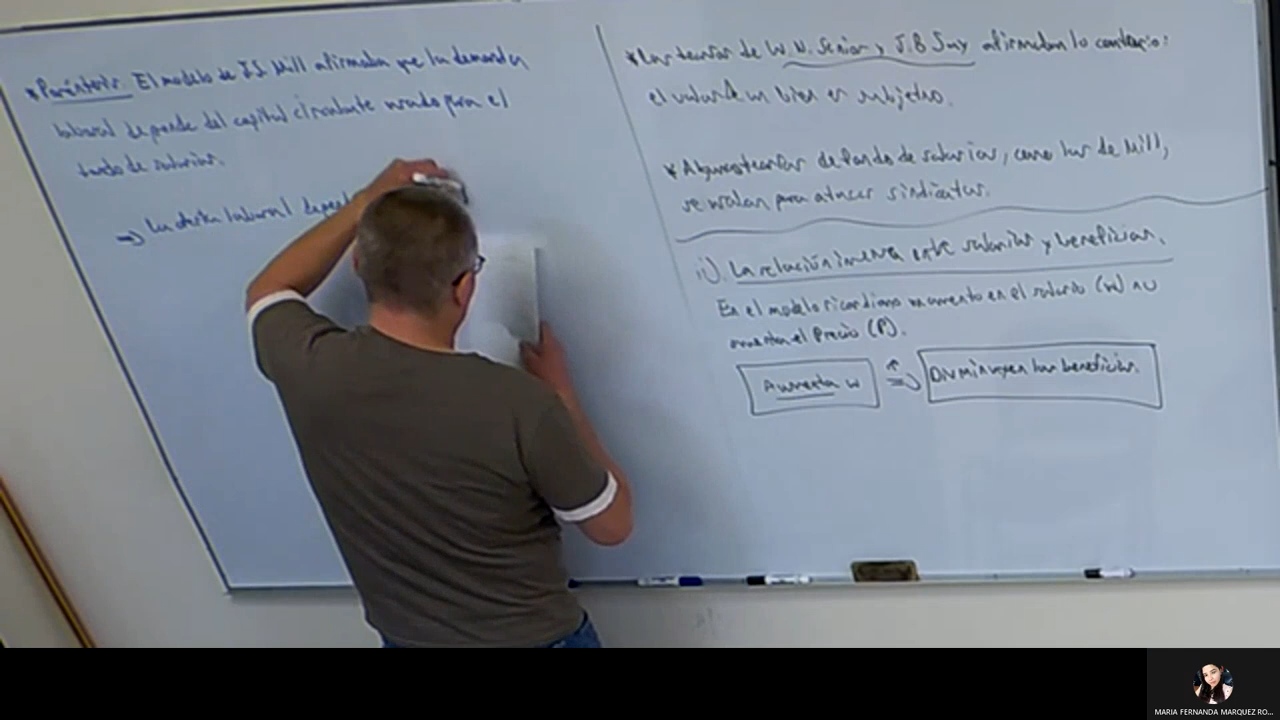 *Paréntesis El modelo de J.S. Mill afirmaba que la demanda
laboral depende del capital circulante usado para el
fondo de salarios.
⇒ La oferta laboral depende
*Las teorías de W.N. Senior y J.B Say afirmaban lo contrario:
el valor de un bien es subjetivo.
*Algunas teorías de fondo de salarios, como las de Mill,
se usaban para atacar sindicatos.
ii). La relación inversa entre salarios y beneficios.
En el modelo ricardiano un aumento en el salario (w) no
aumenta el Precio (P).
Aumenta w ⇒ Disminuyen los beneficios.
MARIA FERNANDA MARQUEZ RO...